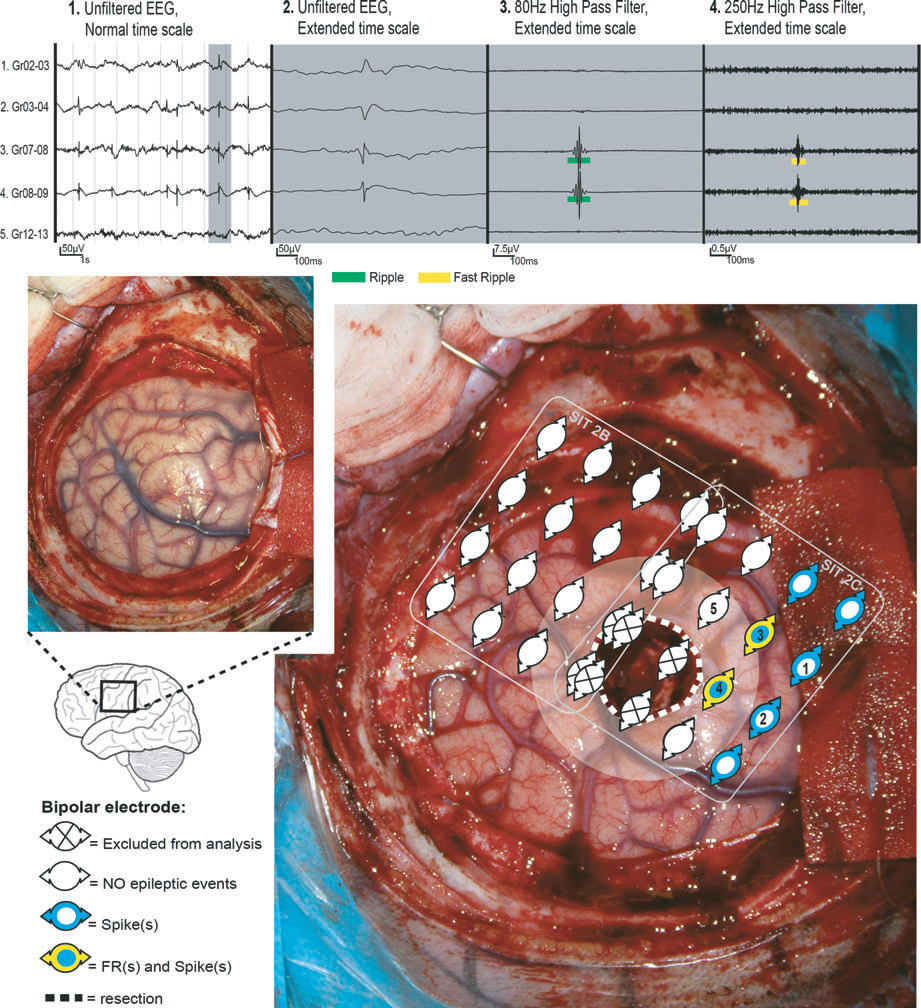 1. Unfiltered EEG,
Normal time scale
2. Unfiltered EEG,
Extended time scale
3. 80Hz High Pass Filter,
Extended time scale
4. 250Hz High Pass Filter,
Extended time scale
1. Gr02-03
2. Gr03-04
3. Gr07-08
4. Gr08-09
5. Gr12-13
50µV
1s
50µV
100ms
7.5µV
100ms
0.5µV
100ms
Ripple
Fast Ripple
SIT 2B
SIT 2C
5
3
1
4
2
Bipolar electrode:
= Excluded from analysis
= NO epileptic events
= Spike(s)
= FR(s) and Spike(s)
= resection